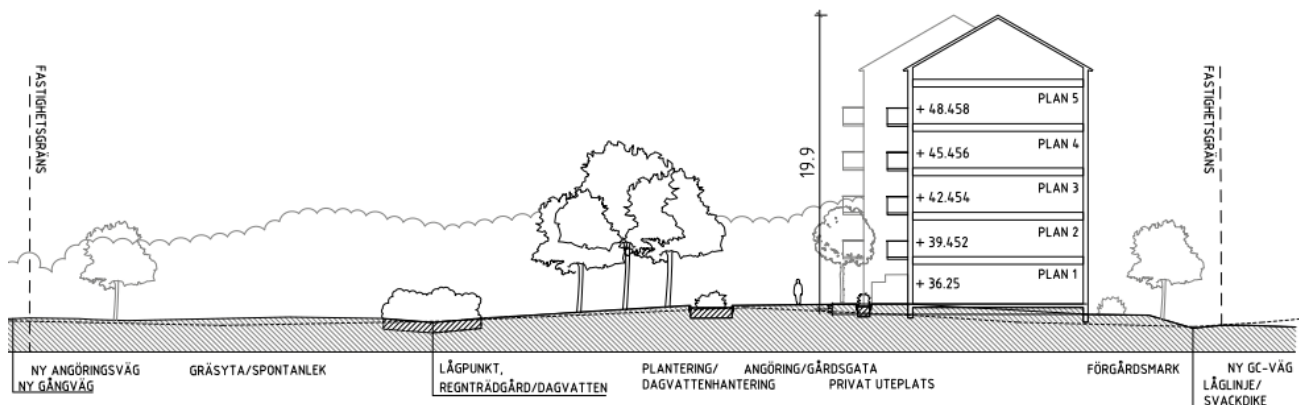 FASTIGHETSGRÄNS
19.9
PLAN 5
+ 48.458
PLAN 4
+ 45.456
PLAN 3
+ 42.454
PLAN 2
+ 39.452
PLAN 1
+ 36.25
FASTIGHETSGRÄNS
NY ANGÖRINGSVÄG
NY GÅNGVÄG
GRÄSYTA/SPONTANLEK
LÅGPUNKT,
REGNTRÄDGÅRD/DAGVATTEN
PLANTERING/
DAGVATTENHANTERING
ANGÖRING/GÅRDSGATA
PRIVAT UTEPLATS
FÖRGÅRDSMARK
NY GC-VÄG
LÅGLINJE/
SVACKDIKE